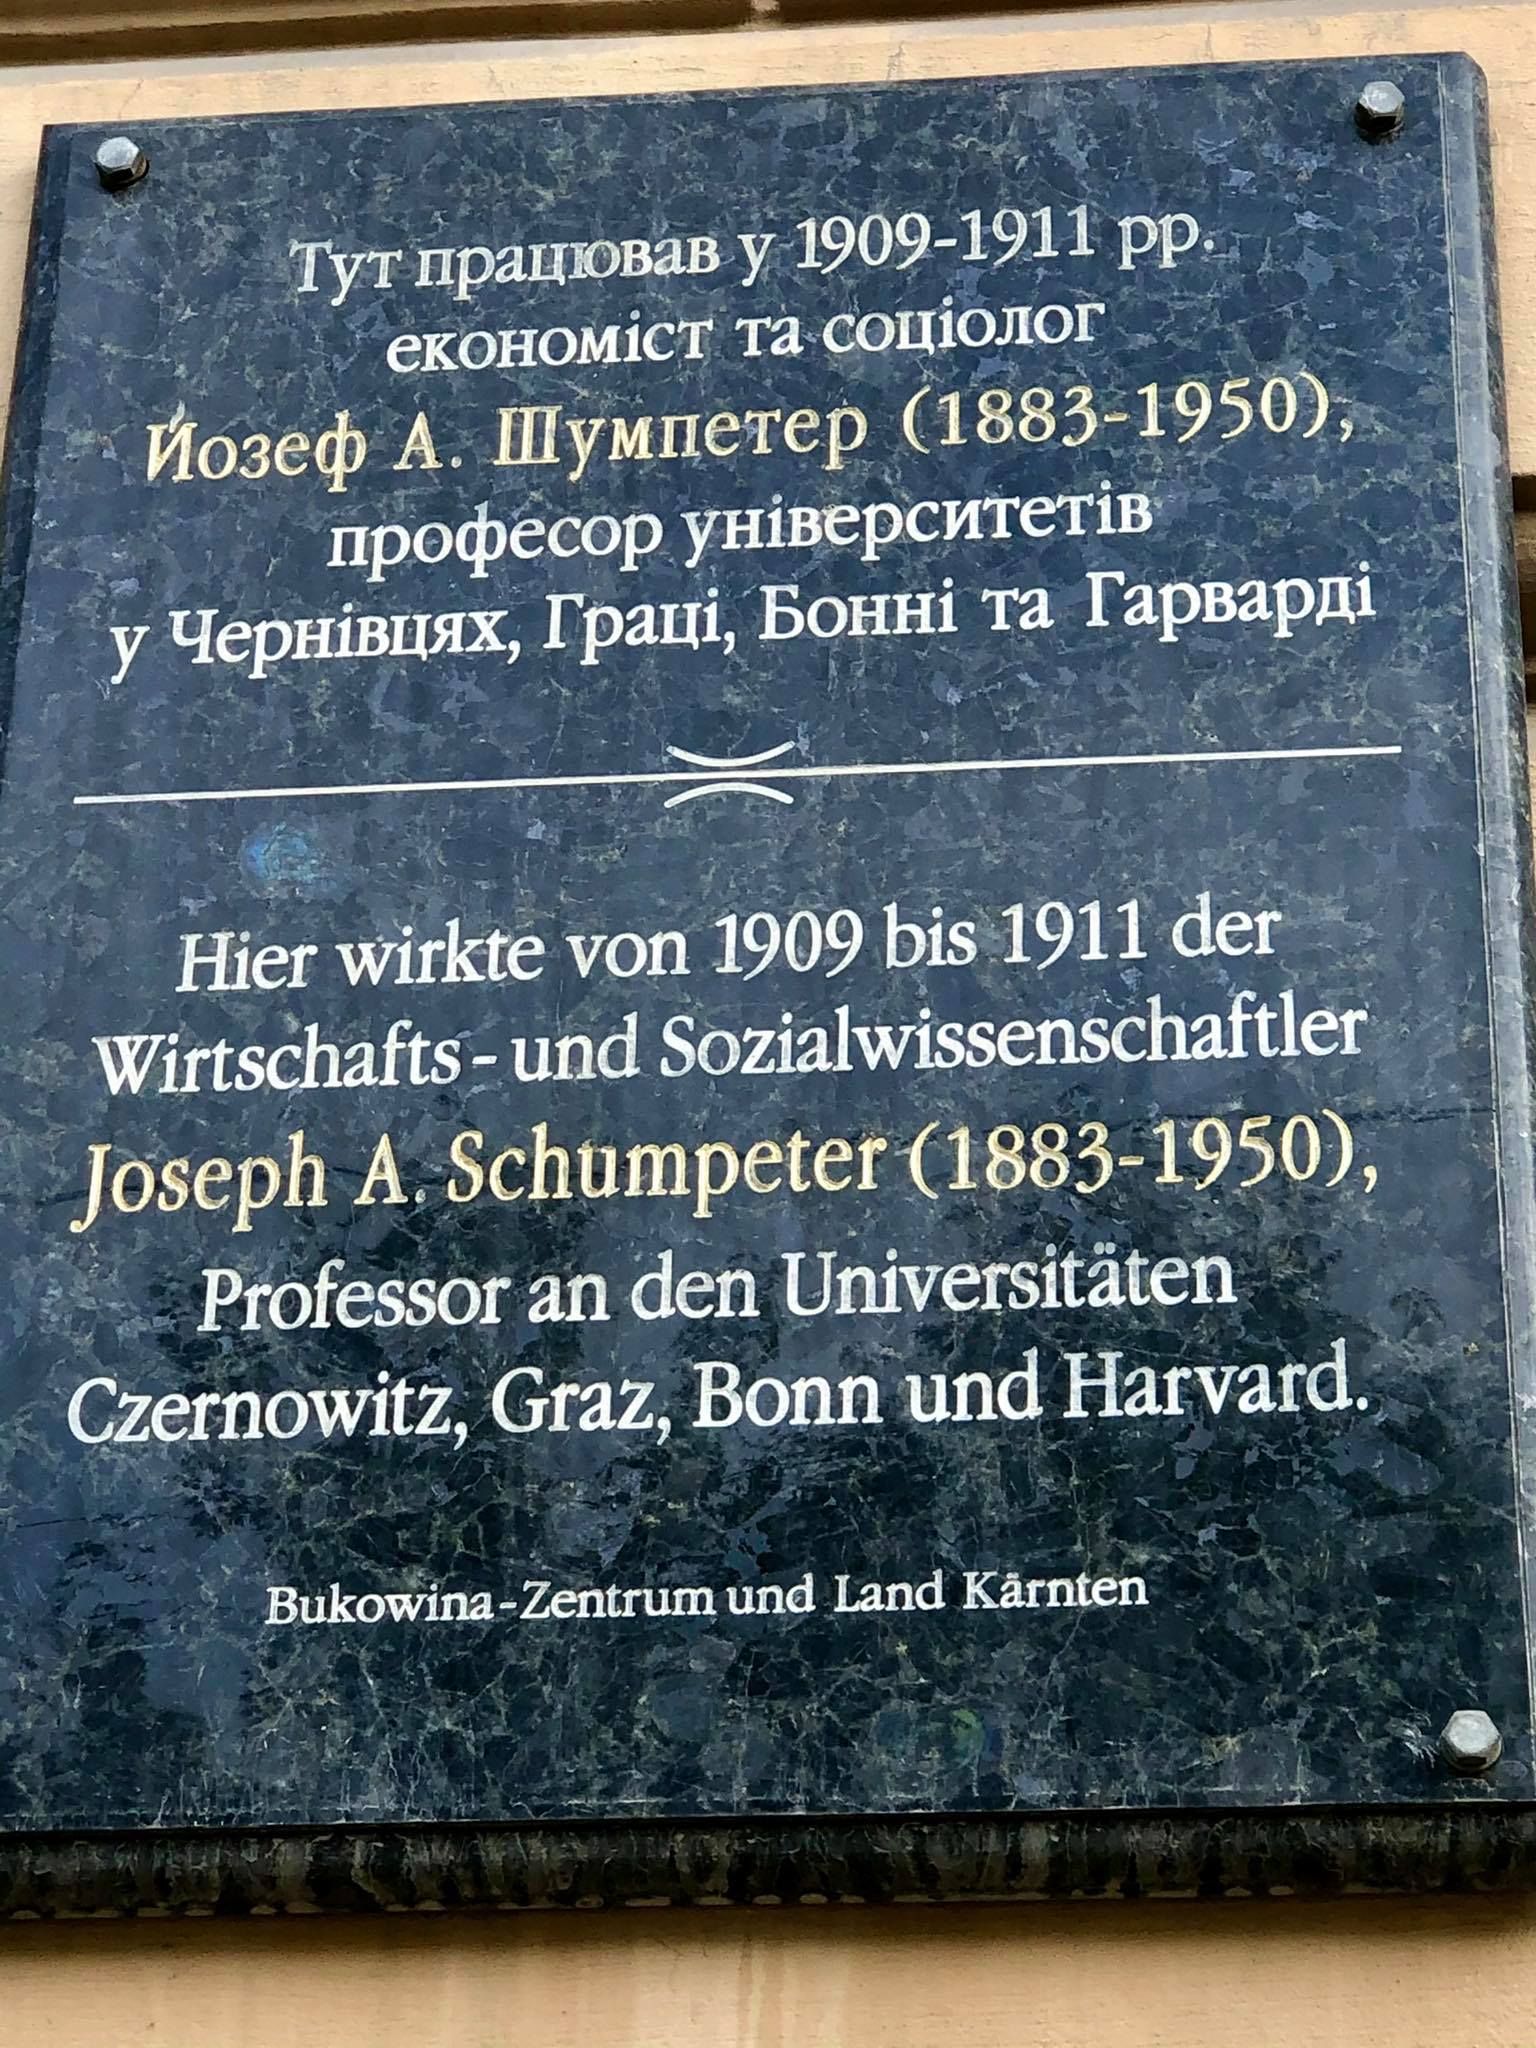 Тут працював у 1909-1911 рр.
економіст та соціолог
Йозеф А. Шумпетер (1883-1950),
професор університетів
у Чернівцях, Граці, Бонні та Гарварді
Hier wirkte von 1909 bis 1911 der
Wirtschafts-und Sozialwissenschaftler
Joseph A. Schumpeter (1883-1950),
Professor an den Universitäten
Czernowitz, Graz, Bonn und Harvard.
Bukowina-Zentrum und Land Kärnten